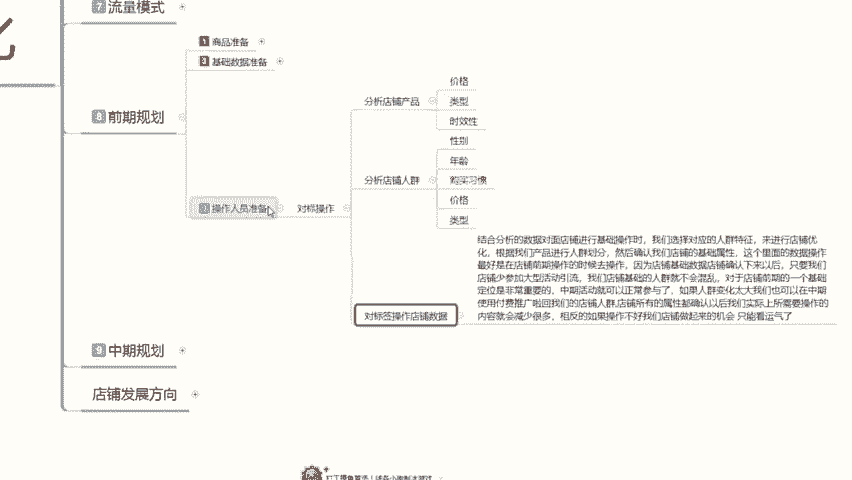 化
7 流量模式
8 前期规划
1 商品准备
基础数据准备
操作人员准备
对标操作
分析店铺产品
价格
类型
时效性
分析店铺人群
性别
年龄
购买习惯
价格
类型
对标签操作店铺数据
结合分析的数据对面店铺进行基础操作时，我们选择对应的人群特征，来进行店铺优
化，根据我们产品进行人群划分，然后确认我们店铺的基础属性，这个里面的数据操作
最好是在店铺前期操作的时候去操作，因为店铺基础数据店铺确认下来以后，只要我们
店铺少参加大型活动引流，我们店铺基础的人群就不会混乱，对于店铺前期的一个基础
定位是非常重要的，中期活动就可以正常参与了，如果人群变化太大我们也可以在中期
使用付费推广啦回我们的店铺人群,店铺所有的属性都确认以后我们实际上所需要操作的
内容就会减少很多，相反的如果操作不好我们店铺做起来的机会 只能看运气了
9 中期规划
店铺发展方向